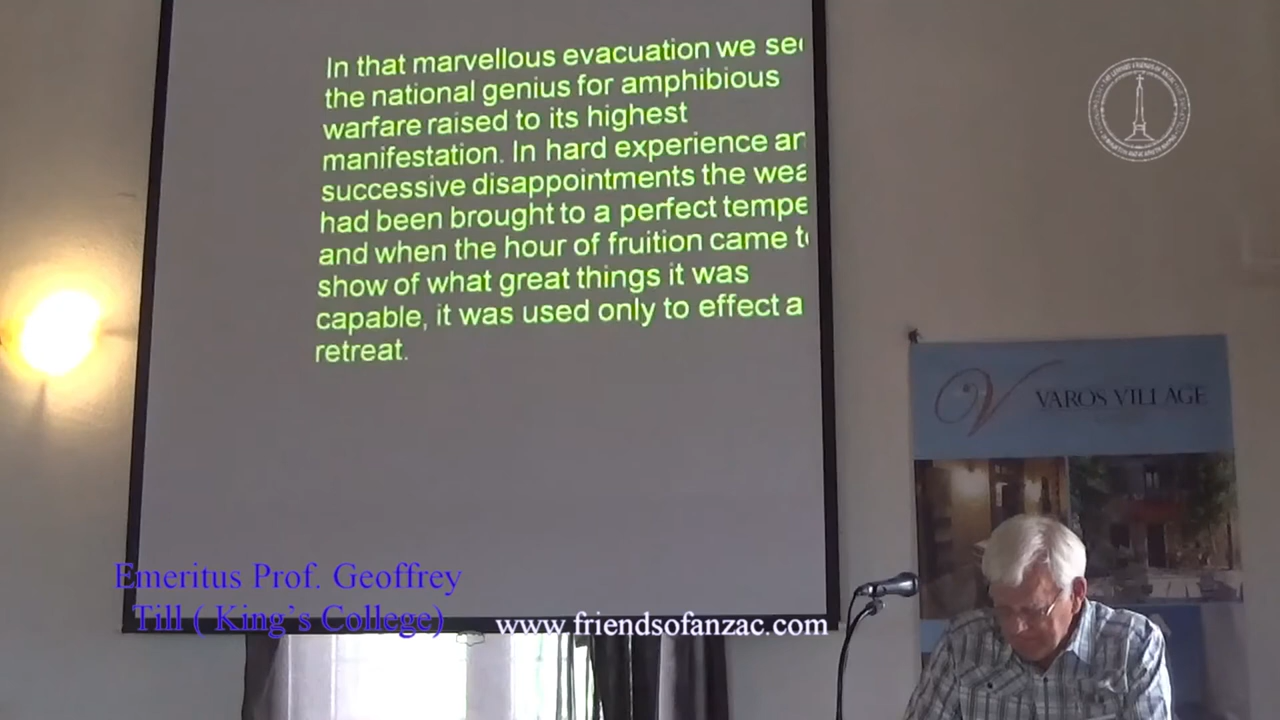 In that marvellous evacuation we see
the national genius for amphibious
warfare raised to its highest
manifestation. In hard experience an
successive disappointments the wea
had been brought to a perfect tempe
and when the hour of fruition came to
show of what great things it was
capable, it was used only to effect a
retreat.
VAROS VILLAGE
Emeritus Prof. Geoffrey
Till ( King's College)
www.friendsofanzac.com